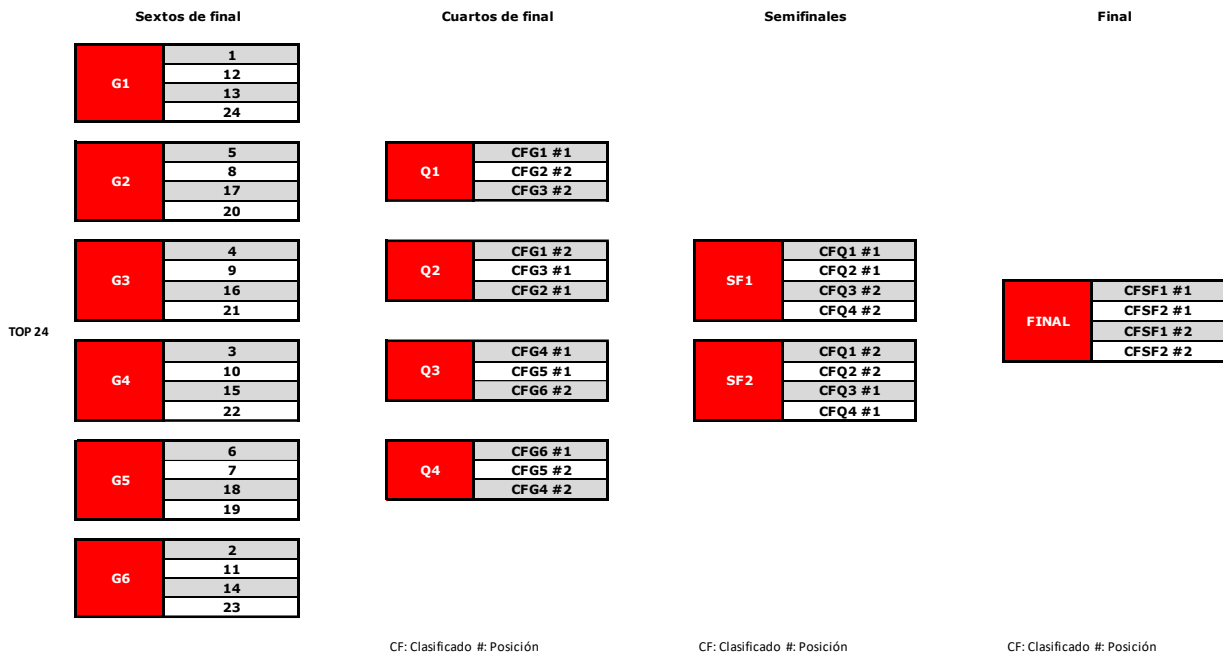 Sextos de final
Cuartos de final
Semifinales
Final
TOP 24
G1
1
12
13
24
G2
5
8
17
20
G3
4
9
16
21
G4
3
10
15
22
G5
6
7
18
19
G6
2
11
14
23
Q1
CFG1 #1
CFG2 #2
CFG3 #2
Q2
CFG1 #2
CFG3 #1
CFG2 #1
Q3
CFG4 #1
CFG5 #1
CFG6 #2
Q4
CFG6 #1
CFG5 #2
CFG4 #2
SF1
CFQ1 #1
CFQ2 #1
CFQ3 #2
CFQ4 #2
SF2
CFQ1 #2
CFQ2 #2
CFQ3 #1
CFQ4 #1
FINAL
CFSF1 #1
CFSF2 #1
CFSF1 #2
CFSF2 #2
CF: Clasificado #: Posición
CF: Clasificado #: Posición
CF: Clasificado #: Posición